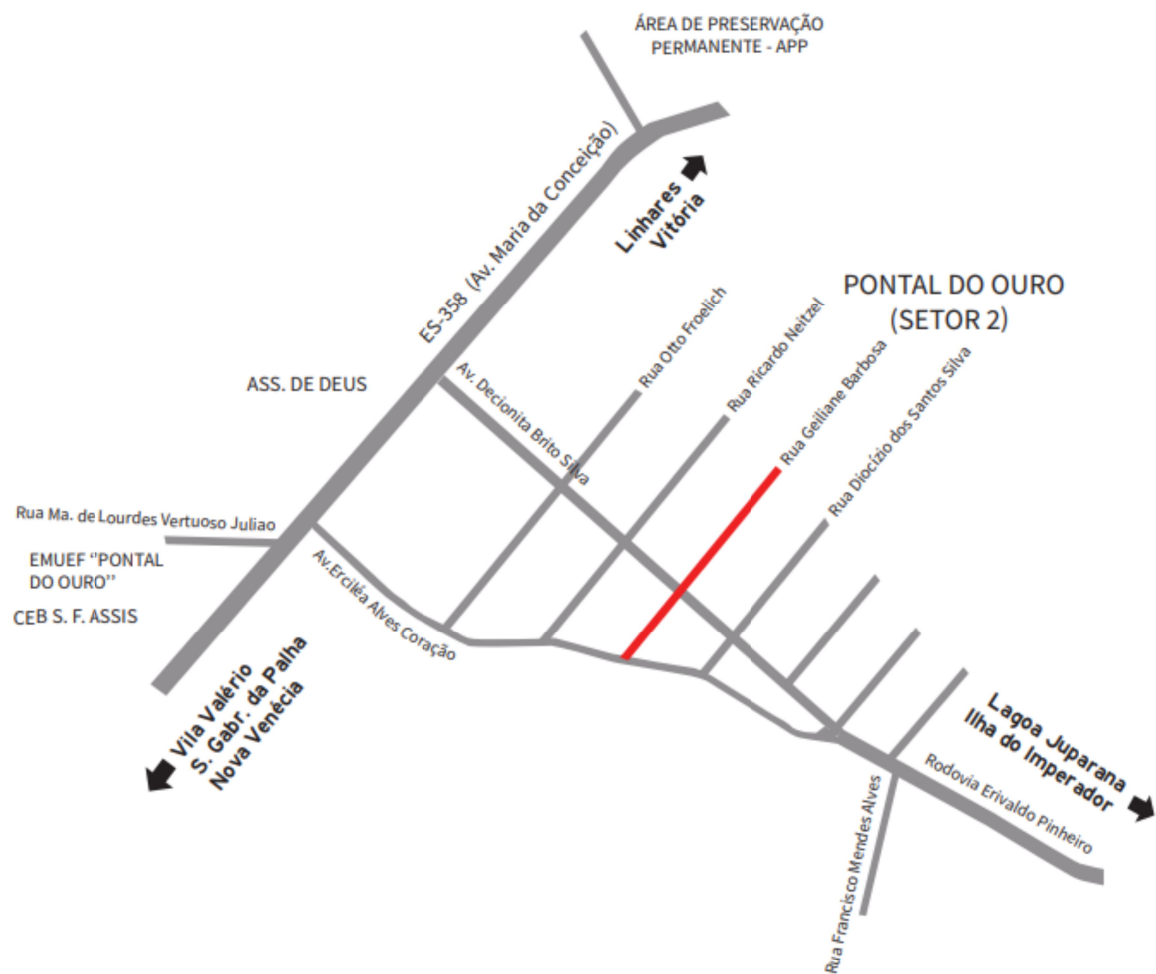 ÁREA DE PRESERVAÇÃO
PERMANENTE - APP
ES-358 (Av. Maria da Conceição)
Linhares
Vitória
PONTAL DO OURO
(SETOR 2)
Rua Otto Froelich
Rua Ricardo Neitzel
Rua Geiliane Barbosa
Rua Diocízio dos Santos Silva
ASS. DE DEUS
Av. Decionita Brito Silva
Rua Ma. de Lourdes Vertuoso Juliao
EMUEF "PONTAL
DO OURO"
CEB S. F. ASSIS
Av.Erciléa Alves Coração
Vila Valério
S. Gabr. da Palha
Nova Venécia
Lagoa Juparana
Ilha do Imperador
Rodovia Erivaldo Pinheiro
Rua Francisco Mendes Alves